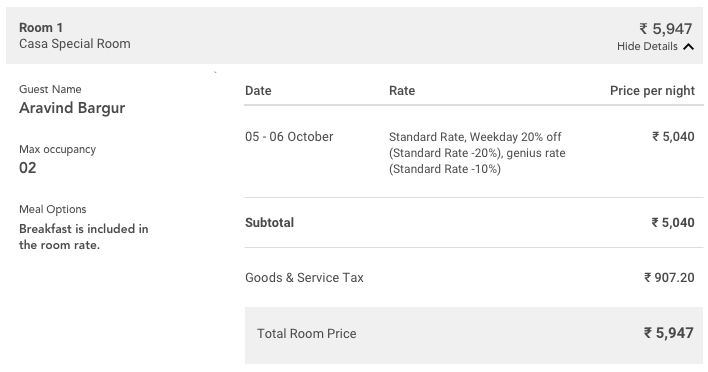 Room 1
₹ 5,947
Casa Special Room
Hide Details
Guest Name
Aravind Bargur
Max occupancy
02
Meal Options
Breakfast is included in
the room rate.
Date Rate Price per night
05 - 06 October
Standard Rate, Weekday 20% off
(Standard Rate -20%), genius rate
(Standard Rate -10%)
₹ 5,040
Subtotal ₹ 5,040
Goods & Service Tax ₹ 907.20
Total Room Price ₹ 5,947